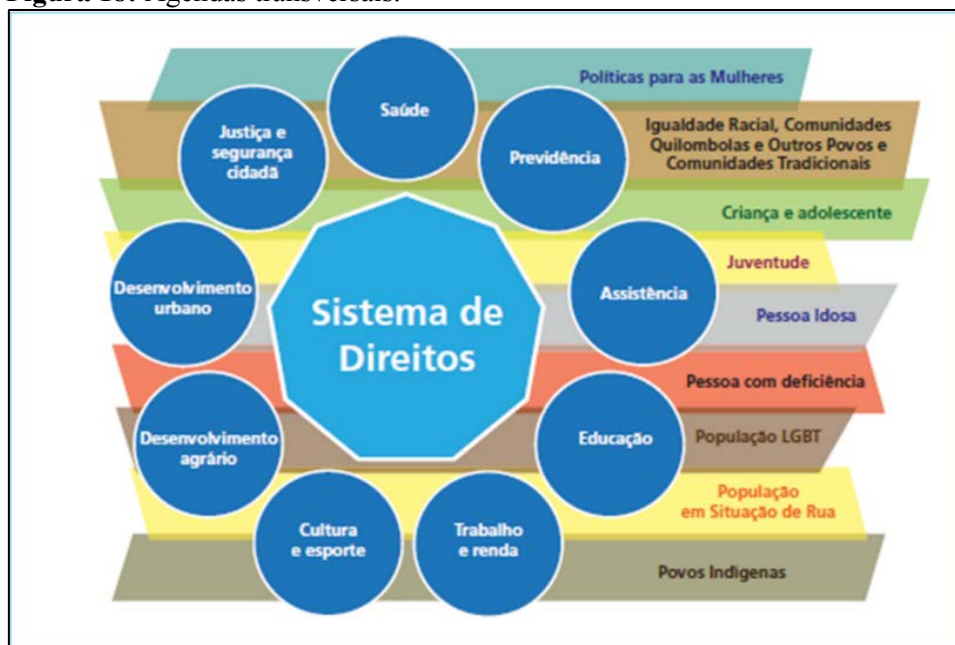 Figura 18: Agendas transversais.
Políticas para as Mulheres
Igualdade Racial, Comunidades
Quilombolas e Outros Povos e
Comunidades Tradicionais
Criança e adolescente
Juventude
Pessoa Idosa
Pessoa com deficiência
População LGBT
População
em Situação de Rua
Povos Indígenas
Saúde
Previdência
Assistência
Educação
Trabalho
e renda
Cultura
e esporte
Desenvolvimento
agrário
Desenvolvimento
urbano
Justiça e
segurança
cidadã
Sistema de
Direitos